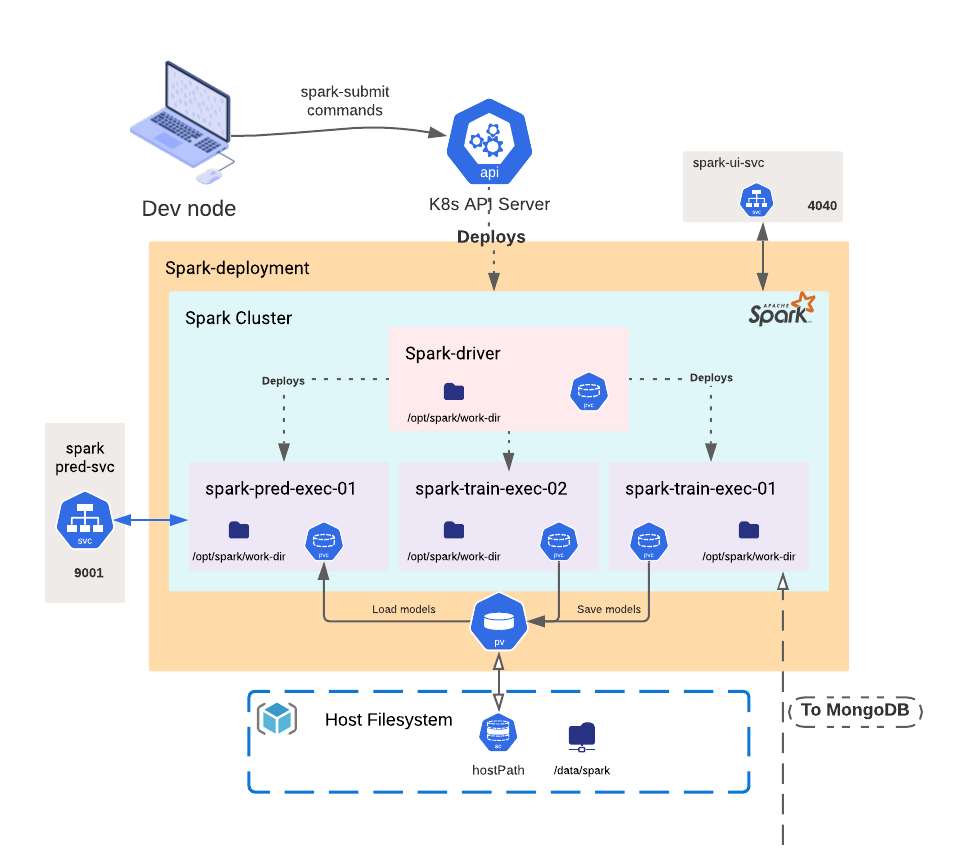 spark-submit
commands
api
Dev node
K8s API Server
Deploys
spark-ui-svc
svc
4040
Spark-deployment
Spark Cluster
APACHE
Spark
Spark-driver
/opt/spark/work-dir
pvc
Deploys
Deploys
spark
pred-svc
svc
9001
spark-pred-exec-01
/opt/spark/work-dir
pvc
spark-train-exec-02
/opt/spark/work-dir
pvc
spark-train-exec-01
pvc
/opt/spark/work-dir
Load models
Save models
pv
To MongoDB
Host Filesystem
sc
hostPath
/data/spark